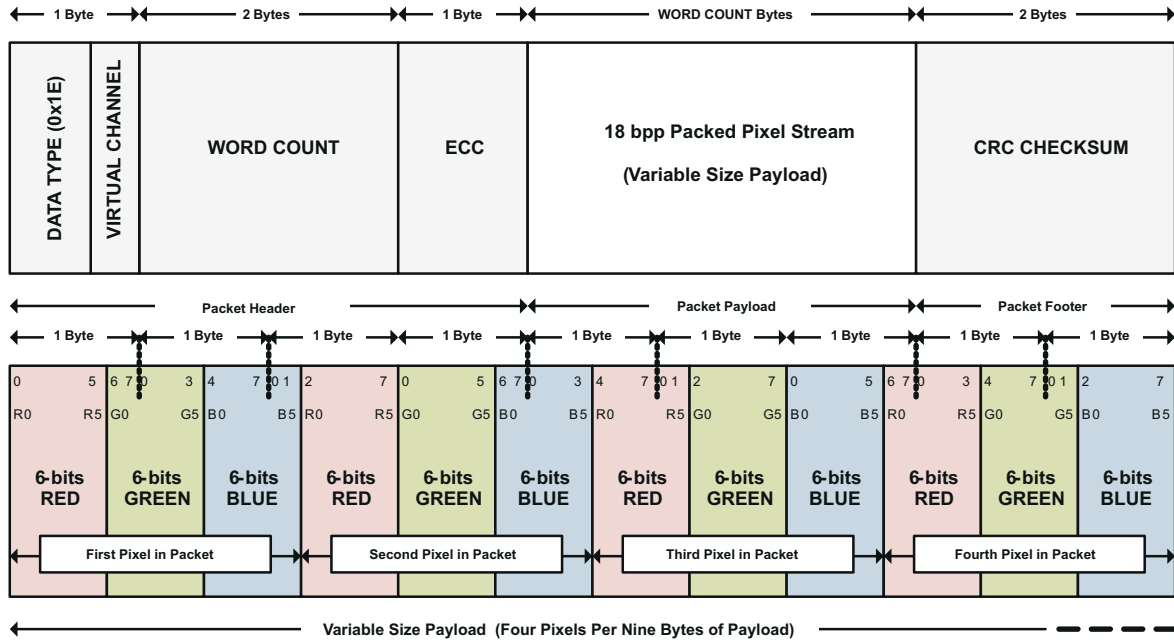 1 Byte 2 Bytes 1 Byte WORD COUNT Bytes 2 Bytes
DATA TYPE (0x1E)
VIRTUAL CHANNEL
WORD COUNT
ECC
18 bpp Packed Pixel Stream
(Variable Size Payload)
CRC CHECKSUM
Packet Header Packet Payload Packet Footer
1 Byte 1 Byte 1 Byte 1 Byte 1 Byte 1 Byte 1 Byte 1 Byte 1 Byte
0 5 6 7 0 3 4 7 0 1 2 7 0 5 6 7 0 3 4 7 0 1 2 7 0 5 6 7 0 3 4 7 0 1 2 7
R0 R5 G0 G5 B0 B5 R0 R5 G0 G5 B0 B5 R0 R5 G0 G5 B0 B5 R0 R5 G0 G5 B0 B5
6-bits 6-bits 6-bits 6-bits 6-bits 6-bits 6-bits 6-bits 6-bits 6-bits 6-bits 6-bits
RED GREEN BLUE RED GREEN BLUE RED GREEN BLUE RED GREEN BLUE
First Pixel in Packet Second Pixel in Packet Third Pixel in Packet Fourth Pixel in Packet
Variable Size Payload (Four Pixels Per Nine Bytes of Payload)